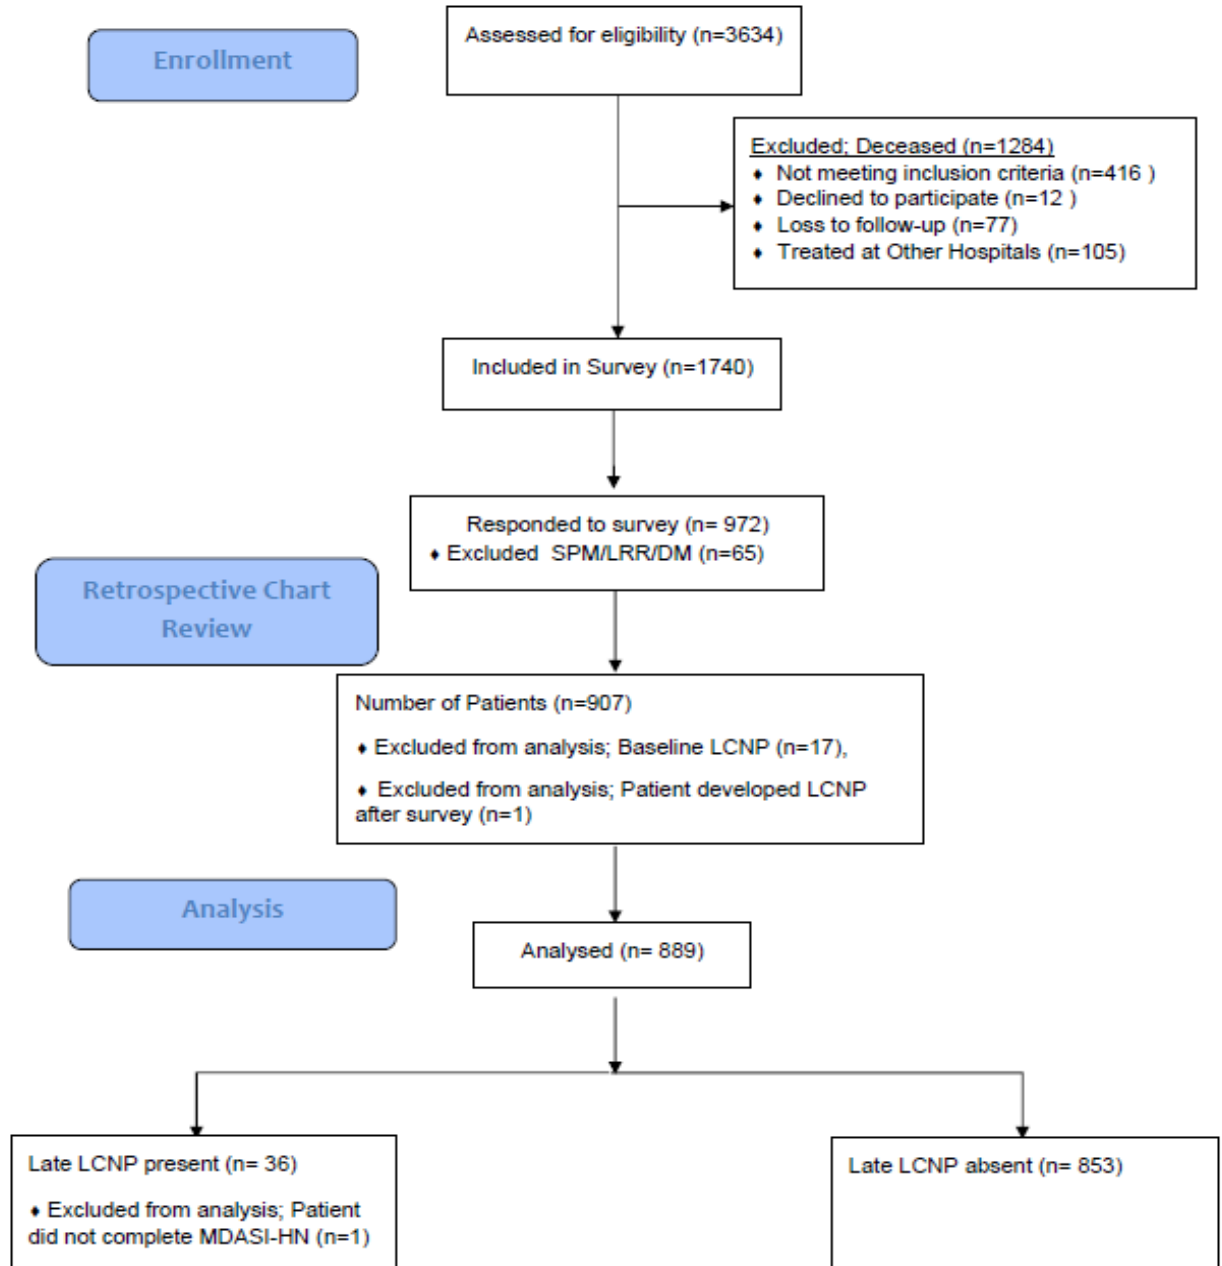 Enrollment
Assessed for eligibility (n=3634)
Excluded; Deceased (n=1284)
♦ Not meeting inclusion criteria (n=416 )
♦ Declined to participate (n=12 )
♦ Loss to follow-up (n=77)
♦ Treated at Other Hospitals (n=105)
Included in Survey (n=1740)
Responded to survey (n= 972)
♦ Excluded SPM/LRR/DM (n=65)
Retrospective Chart
Review
Number of Patients (n=907)
♦ Excluded from analysis; Baseline LCNP (n=17),
♦ Excluded from analysis; Patient developed LCNP
after survey (n=1)
Analysis
Analysed (n= 889)
Late LCNP present (n= 36)
♦ Excluded from analysis; Patient
did not complete MDASI-HN (n=1)
Late LCNP absent (n= 853)